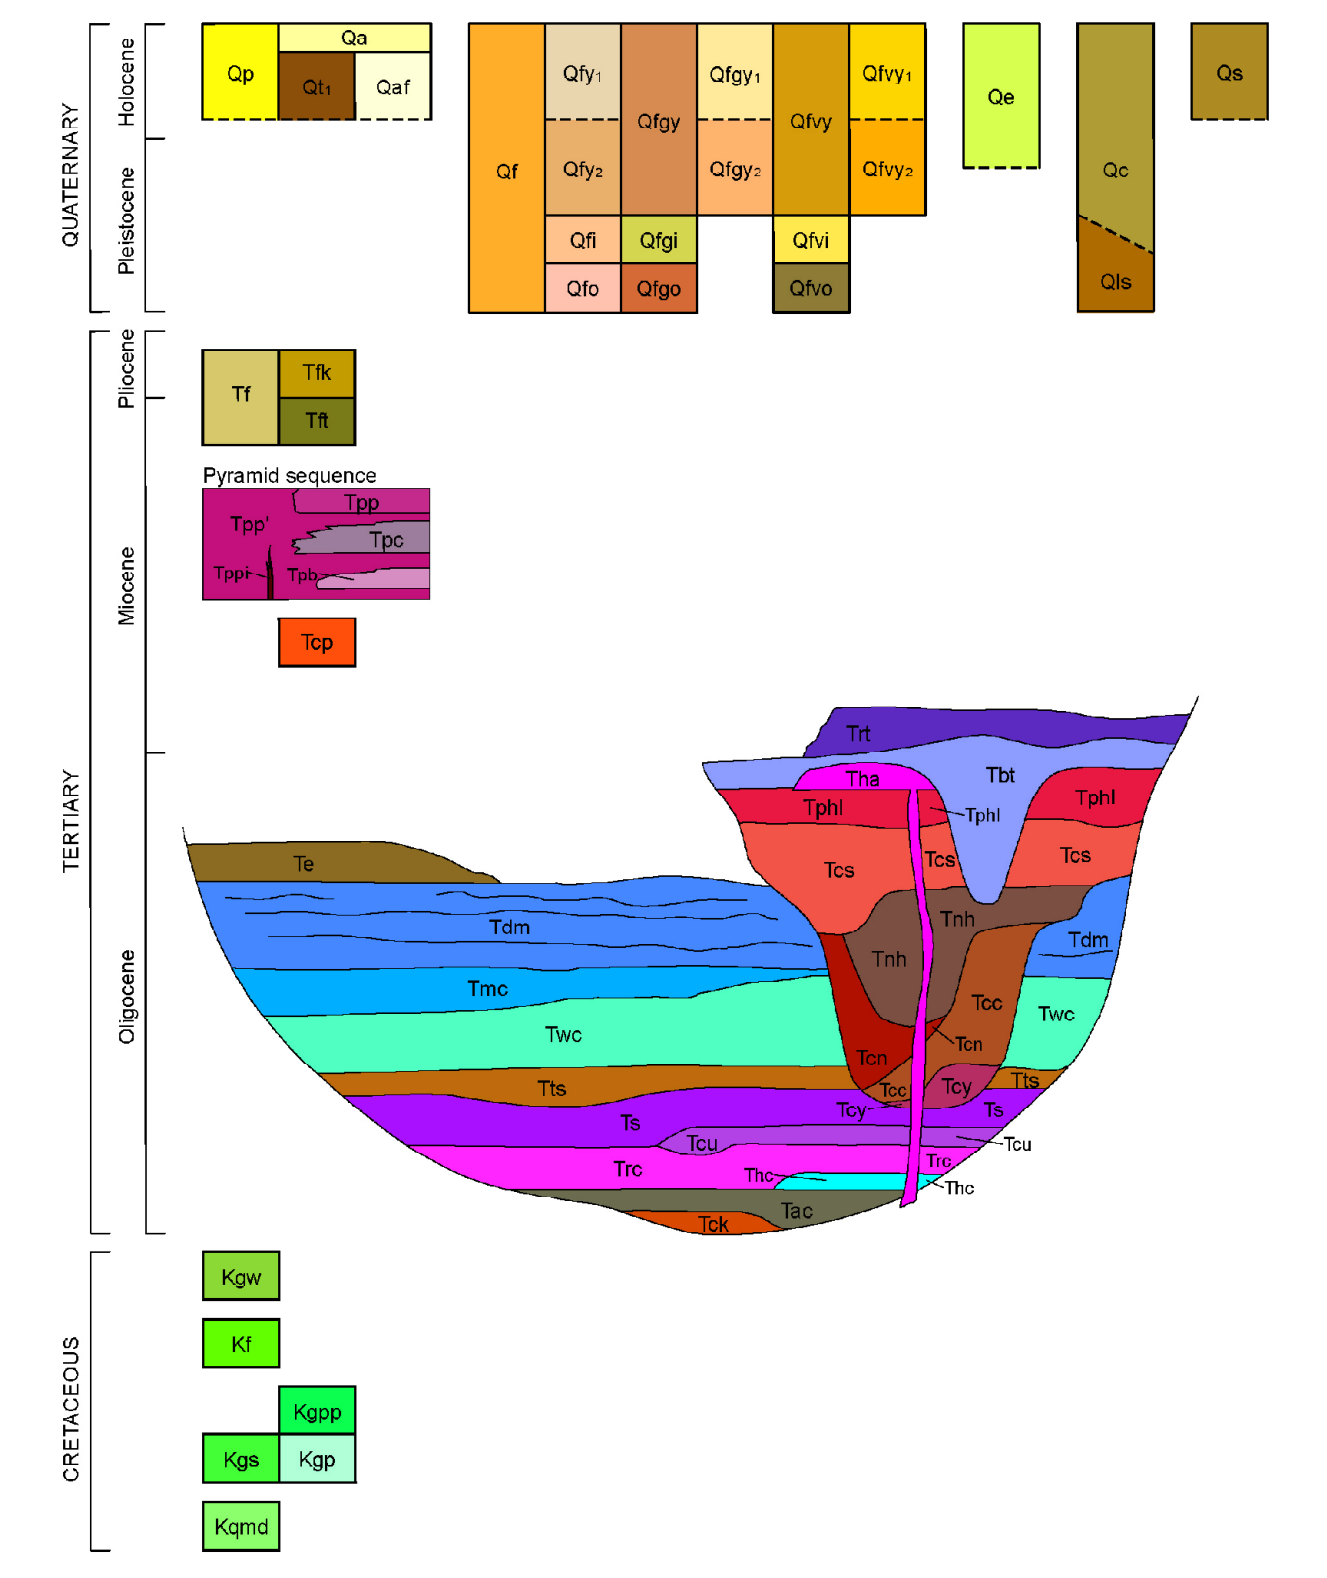 QUATERNARY
Holocene
Pleistocene
Qp
Qa
Qt₁
Qaf
Qf
Qfy₁
Qfgy
Qfgy₁
Qfvy
Qfvy₁
Qfy₂
Qfgy₂
Qfvy₂
Qfi
Qfgi
Qfvi
Qfo
Qfgo
Qfvo
Qe
Qc
Qls
Qs
TERTIARY
Pliocene
Miocene
Oligocene
Tf
Tfk
Tft
Pyramid sequence
Tpp
Tpp'
Tpc
Tppi
Tpb
Tcp
Trt
Tha
Tbt
Tphl
Tphl
Tphl
Tcs
Tcs
Tcs
Te
Tdm
Tnh
Tnh
Tdm
Tmc
Tcc
Twc
Twc
Tcn
Tcn
Tts
Tcc
Tcy
Tts
Tcy
Ts
Ts
Tcu
Tcu
Trc
Trc
Thc
Thc
Tac
Tck
CRETACEOUS
Kgw
Kf
Kgpp
Kgs
Kgp
Kqmd